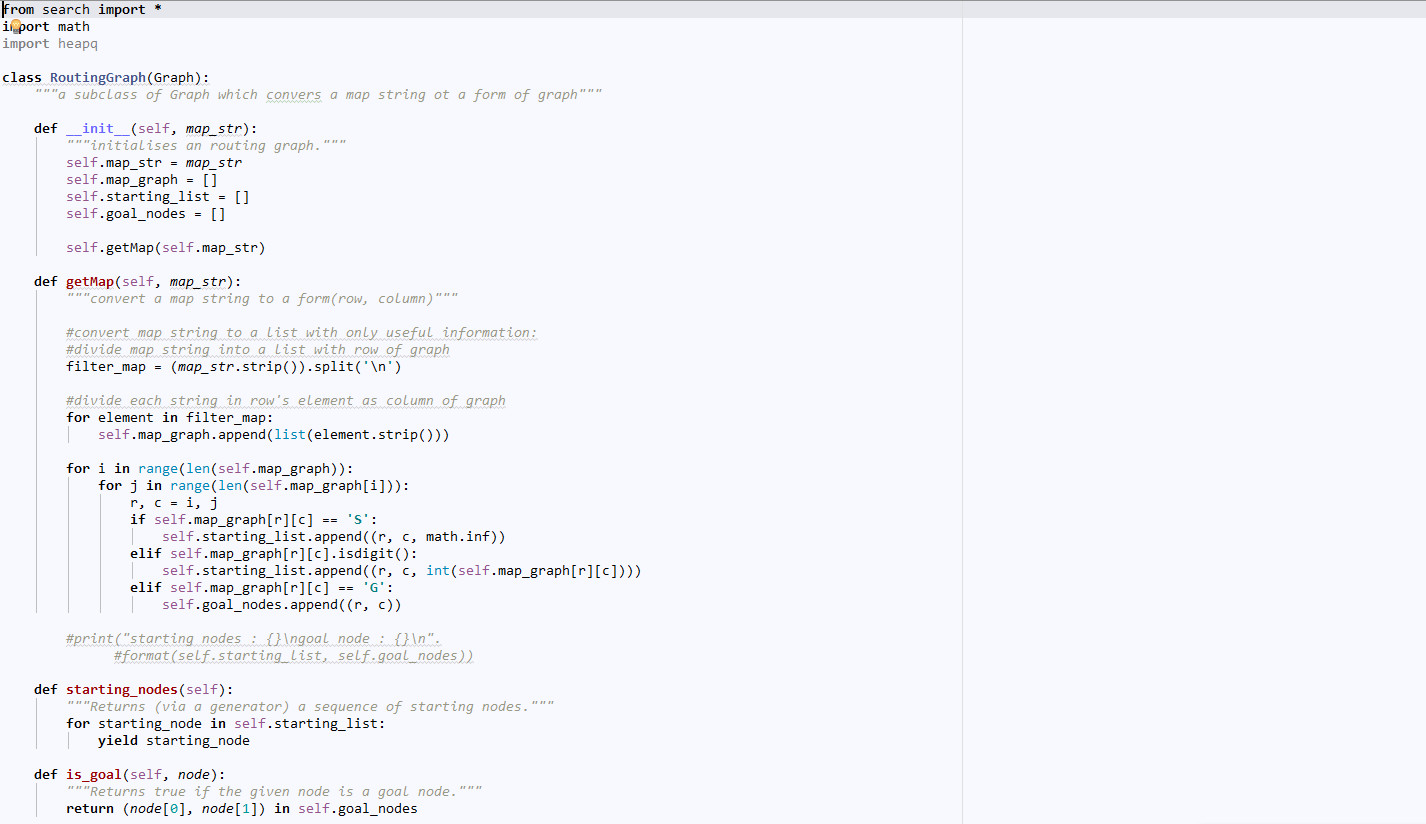 from search import *
import math
import heapq

class RoutingGraph(Graph):
    """a subclass of Graph which convers a map string ot a form of graph"""

    def __init__(self, map_str):
        """initialises an routing graph."""
        self.map_str = map_str
        self.map_graph = []
        self.starting_list = []
        self.goal_nodes = []

        self.getMap(self.map_str)

    def getMap(self, map_str):
        """convert a map string to a form(row, column)"""

        #convert map string to a list with only useful information:
        #divide map string into a list with row of graph
        filter_map = (map_str.strip()).split('\n')

        #divide each string in row's element as column of graph
        for element in filter_map:
            self.map_graph.append(list(element.strip()))

        for i in range(len(self.map_graph)):
            for j in range(len(self.map_graph[i])):
                r, c = i, j
                if self.map_graph[r][c] == 'S':
                    self.starting_list.append((r, c, math.inf))
                elif self.map_graph[r][c].isdigit():
                    self.starting_list.append((r, c, int(self.map_graph[r][c])))
                elif self.map_graph[r][c] == 'G':
                    self.goal_nodes.append((r, c))

        #print("starting nodes : {}\ngoal node : {}\n".
              #format(self.starting_list, self.goal_nodes))

    def starting_nodes(self):
        """Returns (via a generator) a sequence of starting nodes."""
        for starting_node in self.starting_list:
            yield starting_node

    def is_goal(self, node):
        """Returns true if the given node is a goal node."""
        return (node[0], node[1]) in self.goal_nodes